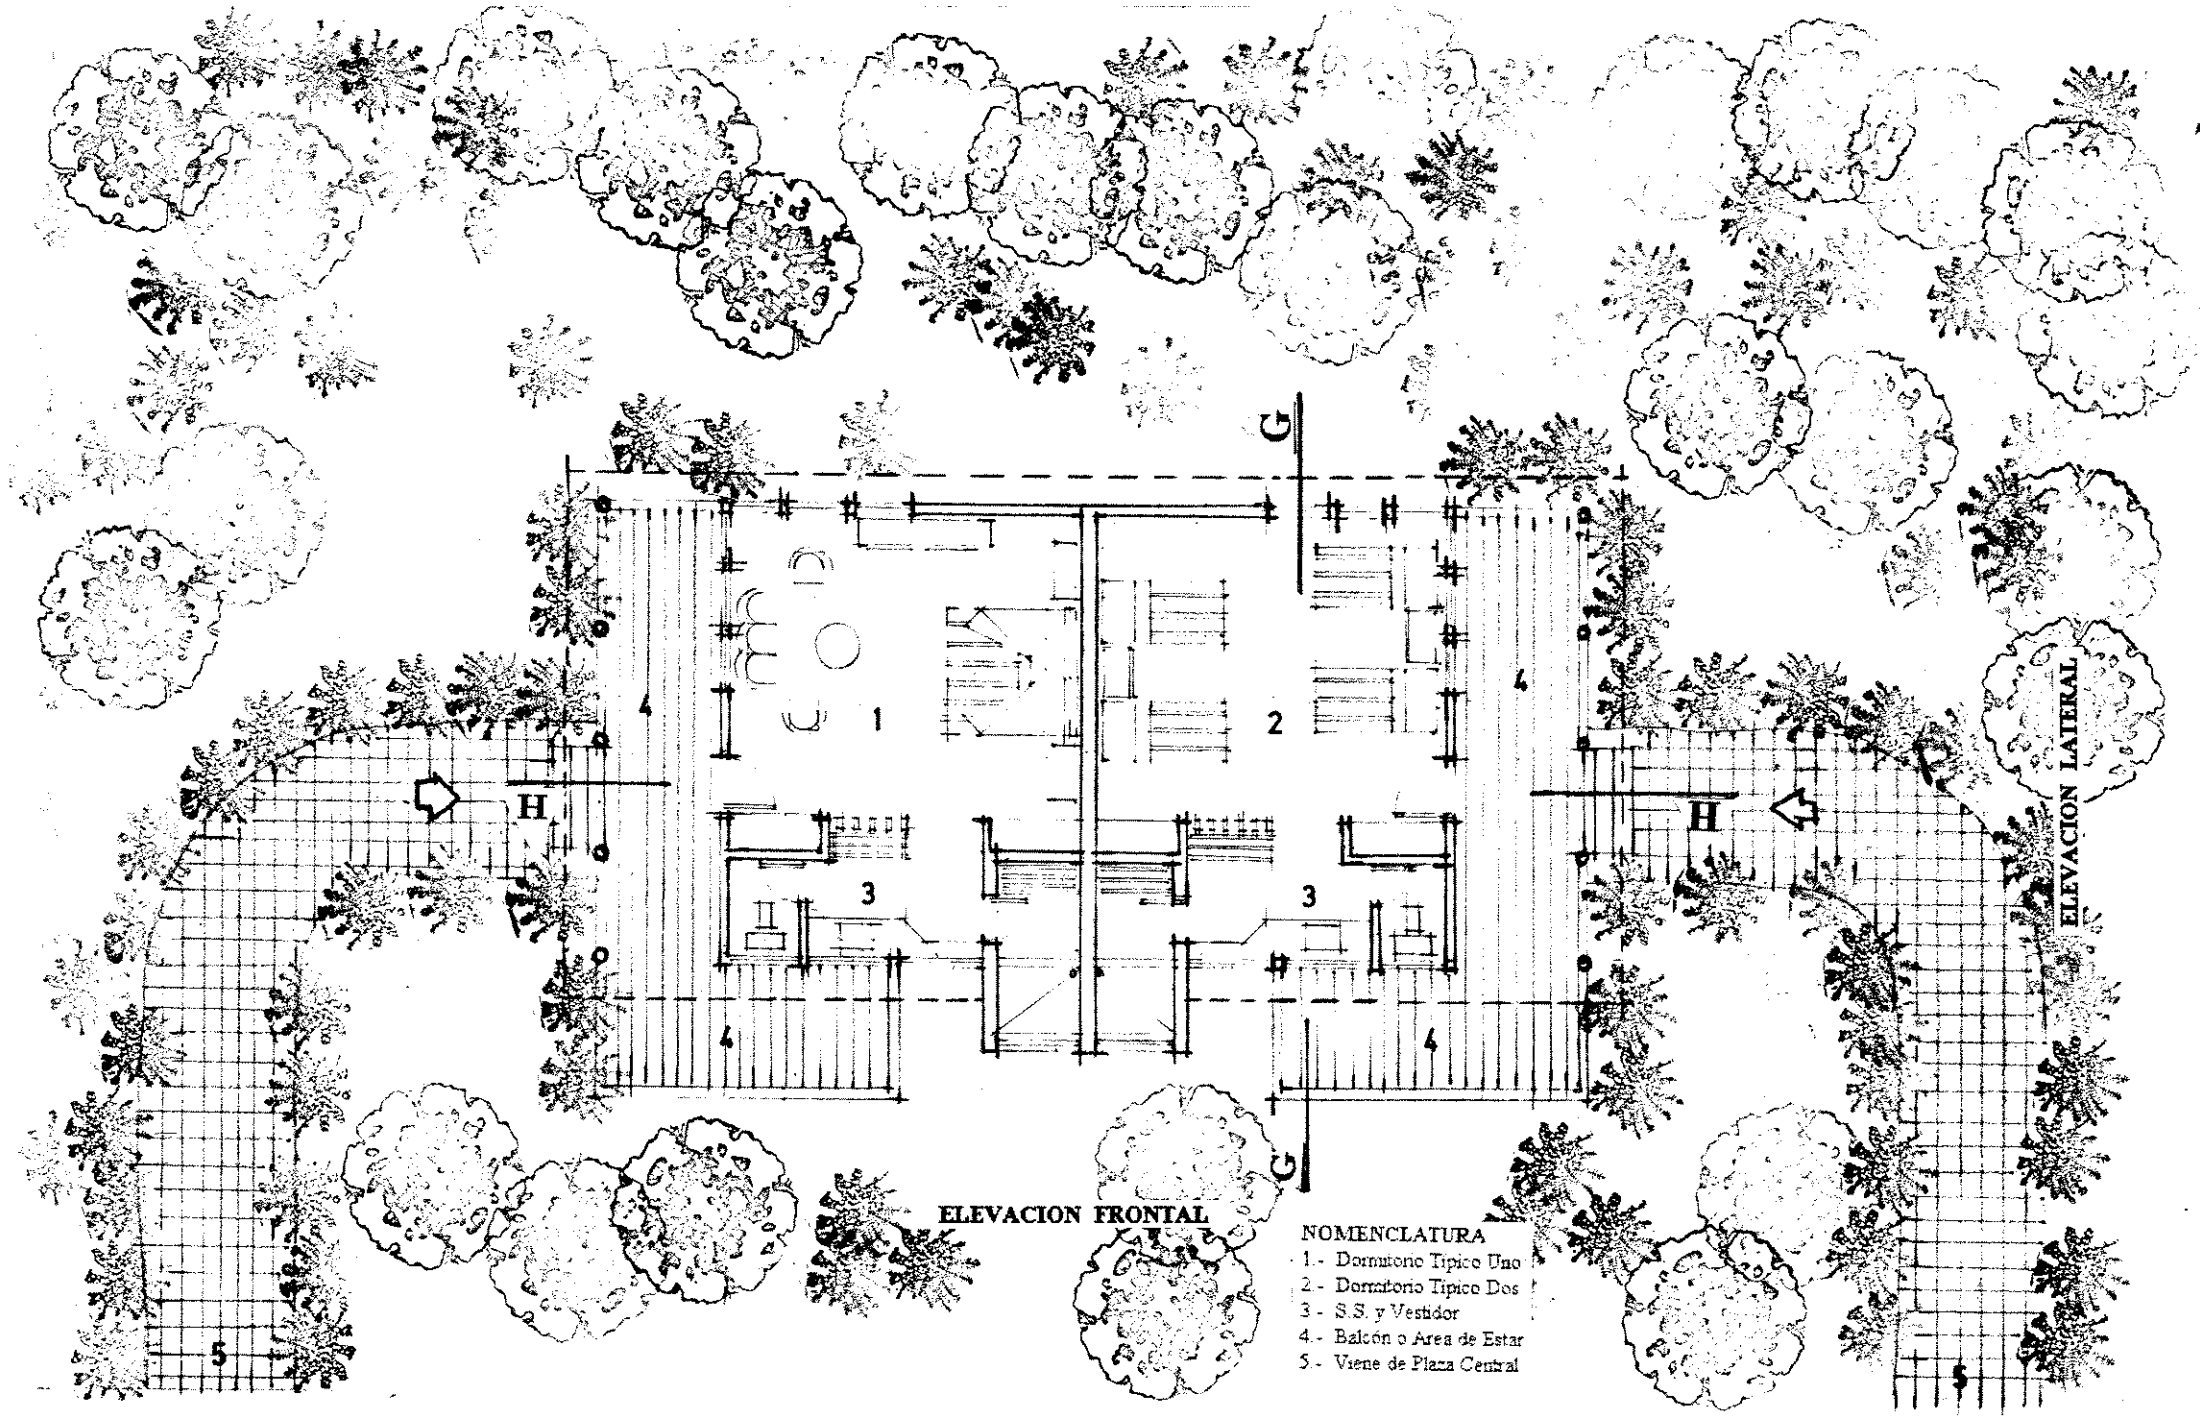 G
4
1
2
4
H
H
3
3
4
4
G
5
5
ELEVACION LATERAL
ELEVACION FRONTAL
NOMENCLATURA
1.- Dormitorio Tipico Uno
2.- Dormitorio Tipico Dos
3.- S.S. y Vestidor
4.- Balcón o Area de Estar
5.- Viene de Plaza Central